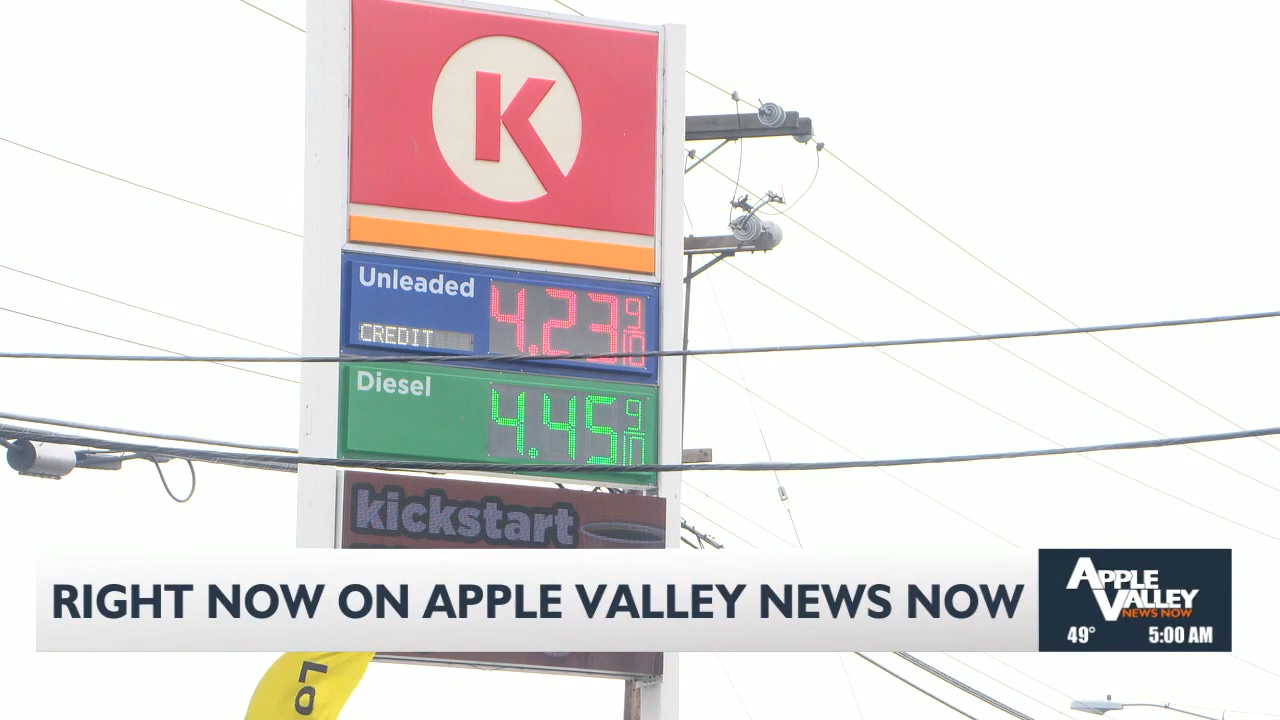 K
Unleaded
CREDIT
4.23 9/10
Diesel
4.45 9/10
kickstart
RIGHT NOW ON APPLE VALLEY NEWS NOW
APPLE
VALLEY
NEWS NOW
49° 5:00 AM
LO